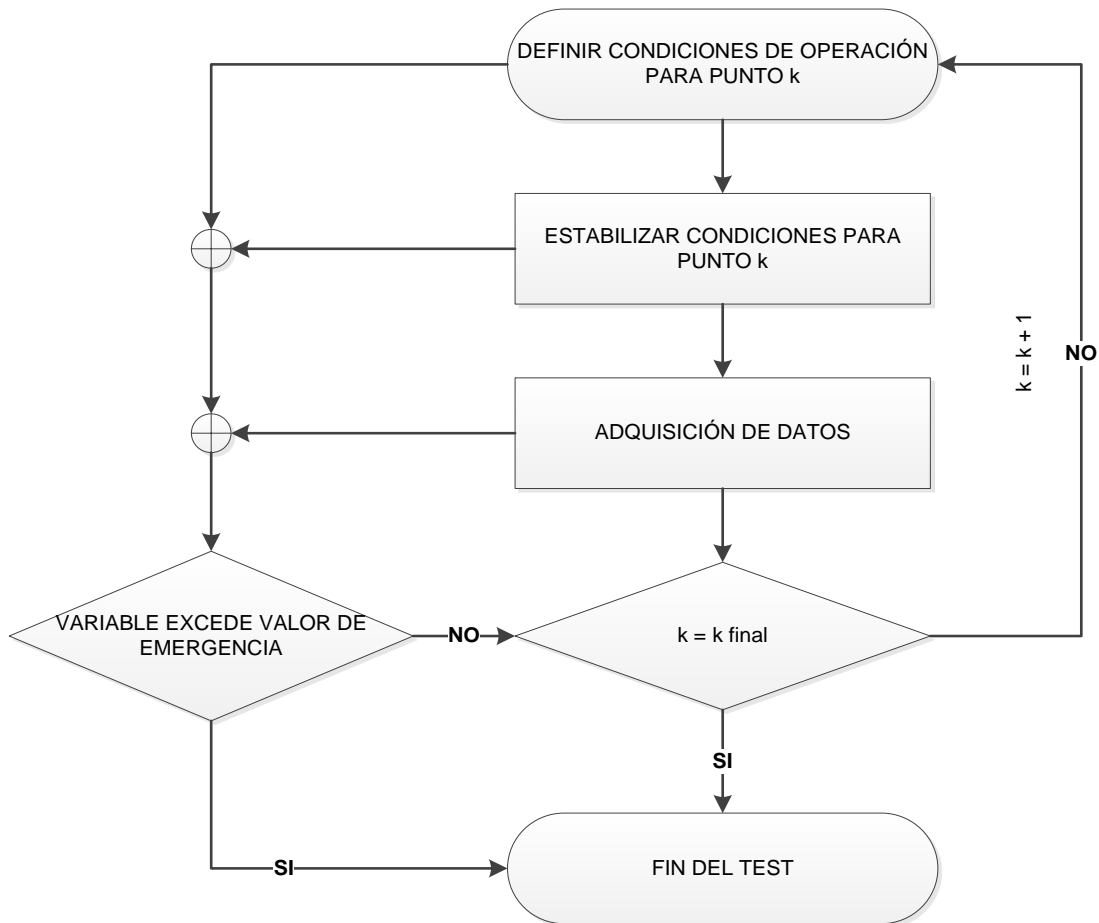 DEFINIR CONDICIONES DE OPERACIÓN
PARA PUNTO k
ESTABILIZAR CONDICIONES PARA
PUNTO k
k = k + 1
NO
ADQUISICIÓN DE DATOS
VARIABLE EXCEDE VALOR DE
EMERGENCIA
NO
k = k final
SI
SI
FIN DEL TEST